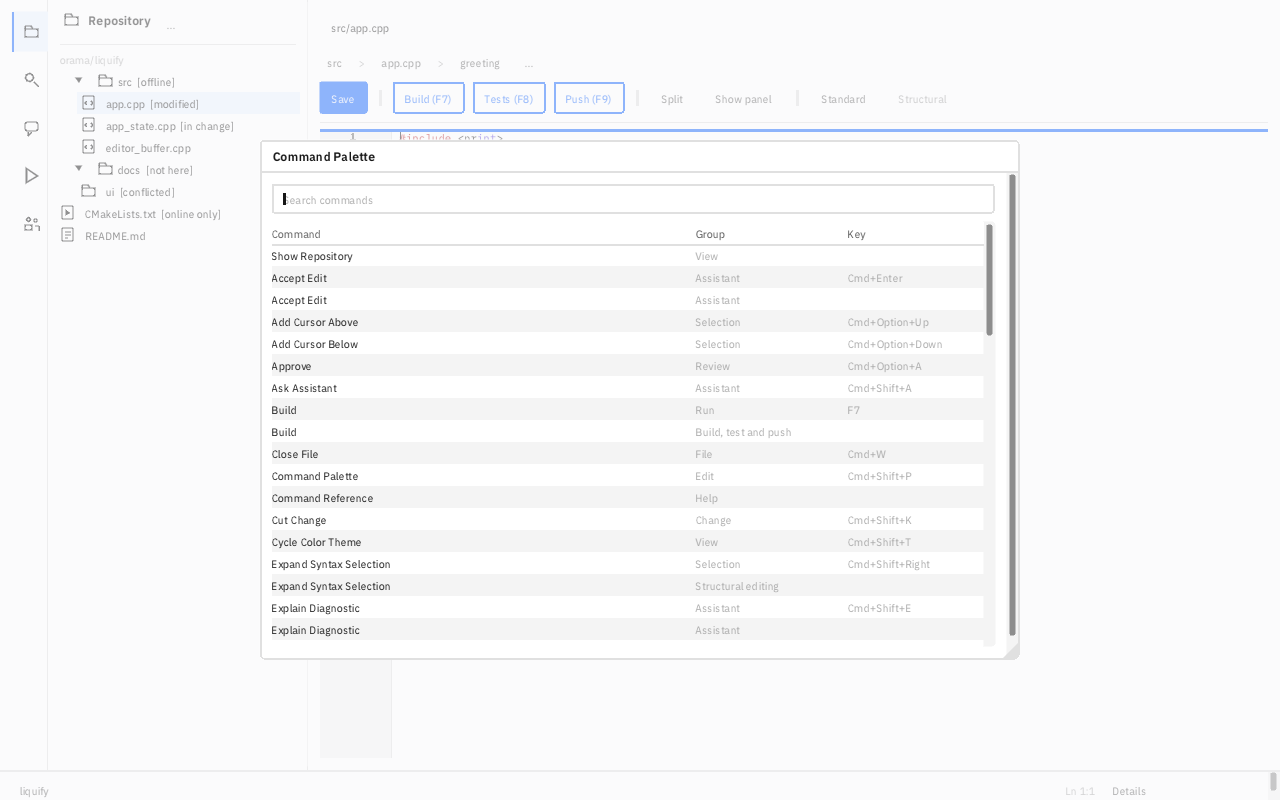 Repository ...
src/app.cpp
orama/liquify
src > app.cpp > greeting ...
src [offline]
Save Build (F7) Tests (F8) Push (F9) Split Show panel Standard Structural
app.cpp [modified]
app_state.cpp [in change]
1 #include <print>
editor_buffer.cpp
docs [not here]
ui [conflicted]
CMakeLists.txt [online only]
README.md
Command Palette
Search commands
Command Group Key
Show Repository View
Accept Edit Assistant Cmd+Enter
Accept Edit Assistant
Add Cursor Above Selection Cmd+Option+Up
Add Cursor Below Selection Cmd+Option+Down
Approve Review Cmd+Option+A
Ask Assistant Assistant Cmd+Shift+A
Build Run F7
Build Build, test and push
Close File File Cmd+W
Command Palette Edit Cmd+Shift+P
Command Reference Help
Cut Change Change Cmd+Shift+K
Cycle Color Theme View Cmd+Shift+T
Expand Syntax Selection Selection Cmd+Shift+Right
Expand Syntax Selection Structural editing
Explain Diagnostic Assistant Cmd+Shift+E
Explain Diagnostic Assistant
liquify Ln 1:1 Details